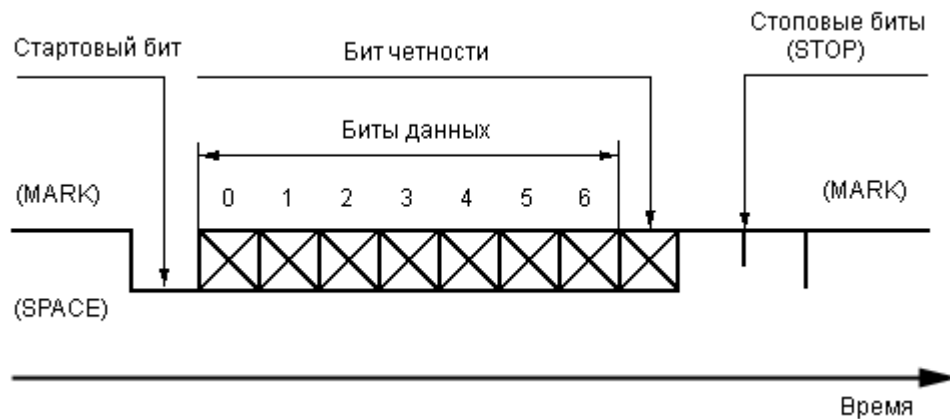 Стартовый бит
Бит четности
Стоповые биты
(STOP)
Биты данных
(MARK)
0 1 2 3 4 5 6
(MARK)
(SPACE)
Время